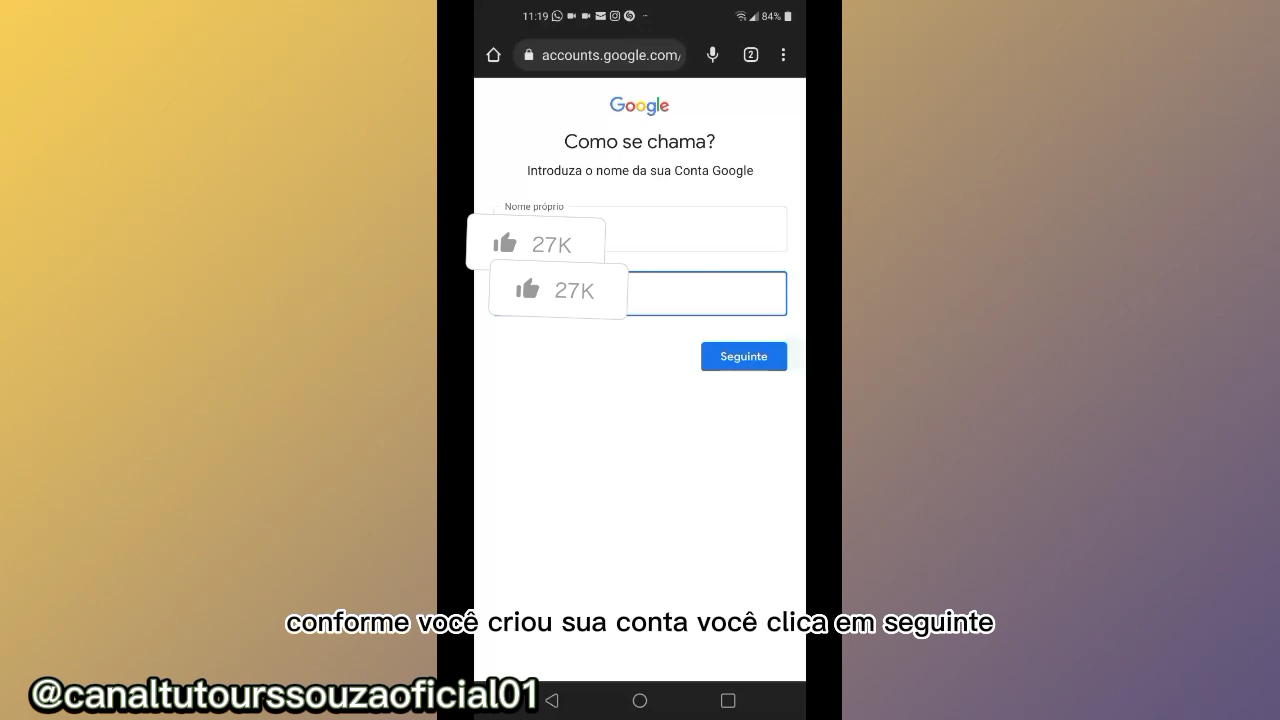 11:19
84%
accounts.google.com/
2
Google
Como se chama?
Introduza o nome da sua Conta Google
Nome próprio
27K
27K
Seguinte
conforme você criou sua conta você clica em seguinte
@canaltutourssouzaoficial01